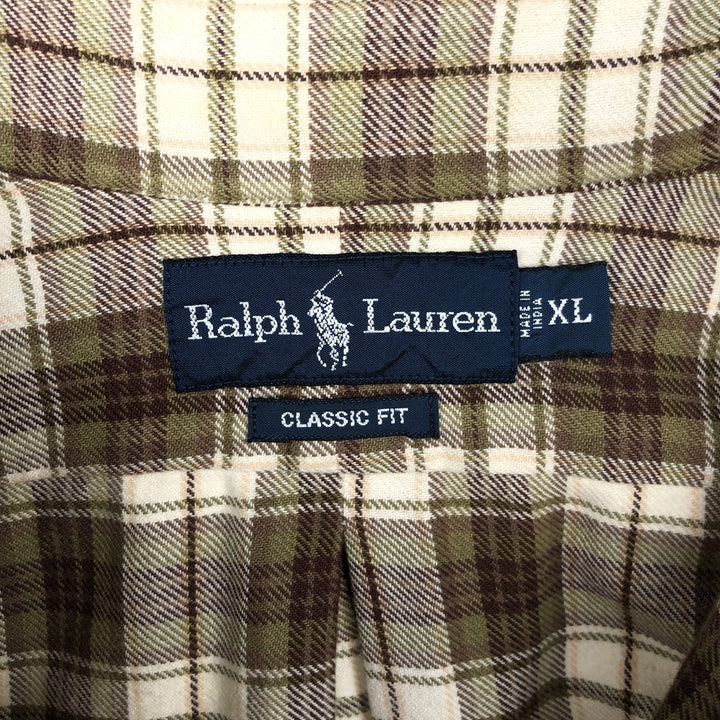 Ralph Lauren
MADE IN
INDIA
XL
CLASSIC FIT